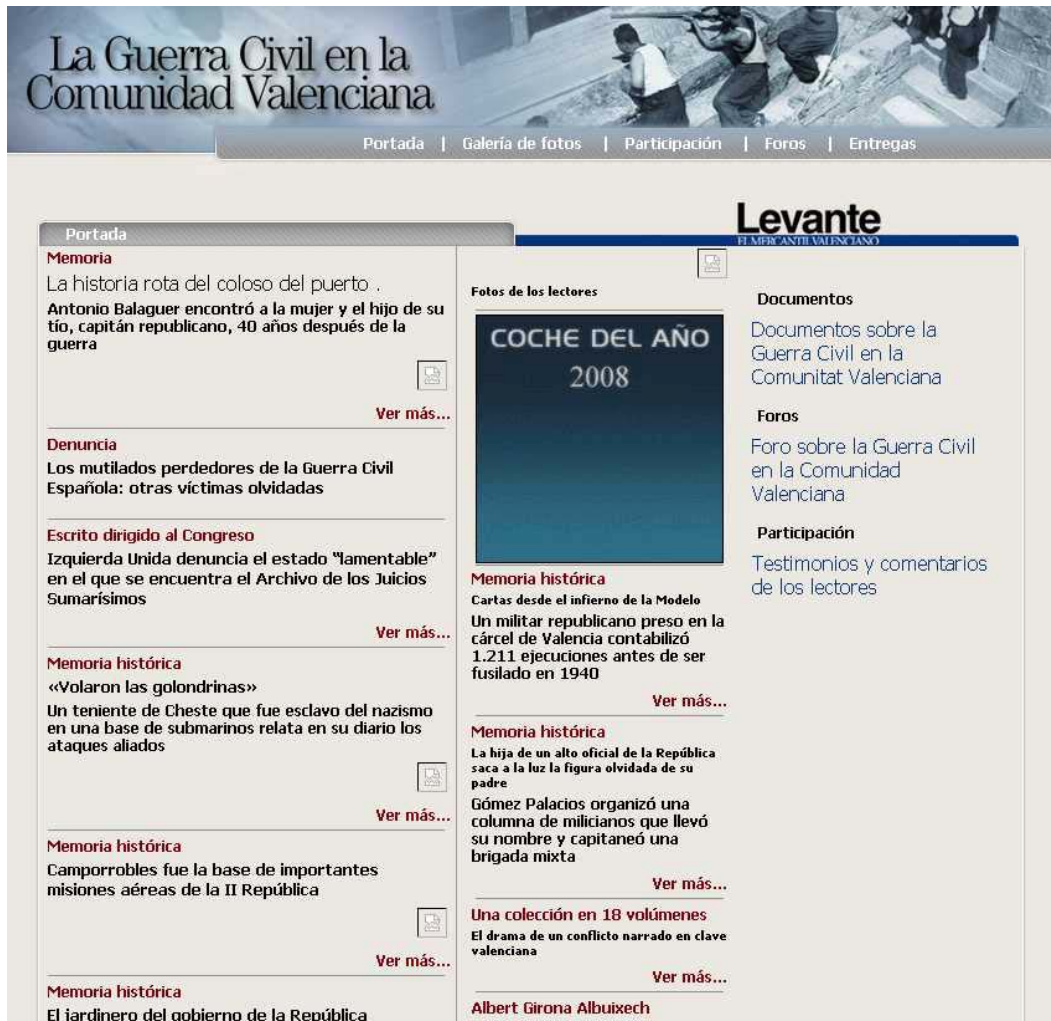 La Guerra Civil en la
Comunidad Valenciana
Portada | Galería de fotos | Participación | Foros | Entregas
Levante
EL MERCANTIL VALENCIANO
Portada
Memoria
La historia rota del coloso del puerto .
Antonio Balaguer encontró a la mujer y el hijo de su
tío, capitán republicano, 40 años después de la
guerra
Ver más...
Denuncia
Los mutilados perdedores de la Guerra Civil
Española: otras víctimas olvidadas
Escrito dirigido al Congreso
Izquierda Unida denuncia el estado "lamentable"
en el que se encuentra el Archivo de los Juicios
Sumarísimos
Ver más...
Memoria histórica
«Volaron las golondrinas»
Un teniente de Cheste que fue esclavo del nazismo
en una base de submarinos relata en su diario los
ataques aliados
Ver más...
Memoria histórica
Camporrobles fue la base de importantes
misiones aéreas de la II República
Ver más...
Memoria histórica
El jardinero del gobierno de la República
Fotos de los lectores
COCHE DEL AÑO
2008
Memoria histórica
Cartas desde el infierno de la Modelo
Un militar republicano preso en la
cárcel de Valencia contabilizó
1.211 ejecuciones antes de ser
fusilado en 1940
Ver más...
Memoria histórica
La hija de un alto oficial de la República
saca a la luz la figura olvidada de su
padre
Gómez Palacios organizó una
columna de milicianos que llevó
su nombre y capitaneó una
brigada mixta
Ver más...
Una colección en 18 volúmenes
El drama de un conflicto narrado en clave
valenciana
Ver más...
Albert Girona Albuixech
Documentos
Documentos sobre la
Guerra Civil en la
Comunitat Valenciana
Foros
Foro sobre la Guerra Civil
en la Comunidad
Valenciana
Participación
Testimonios y comentarios
de los lectores